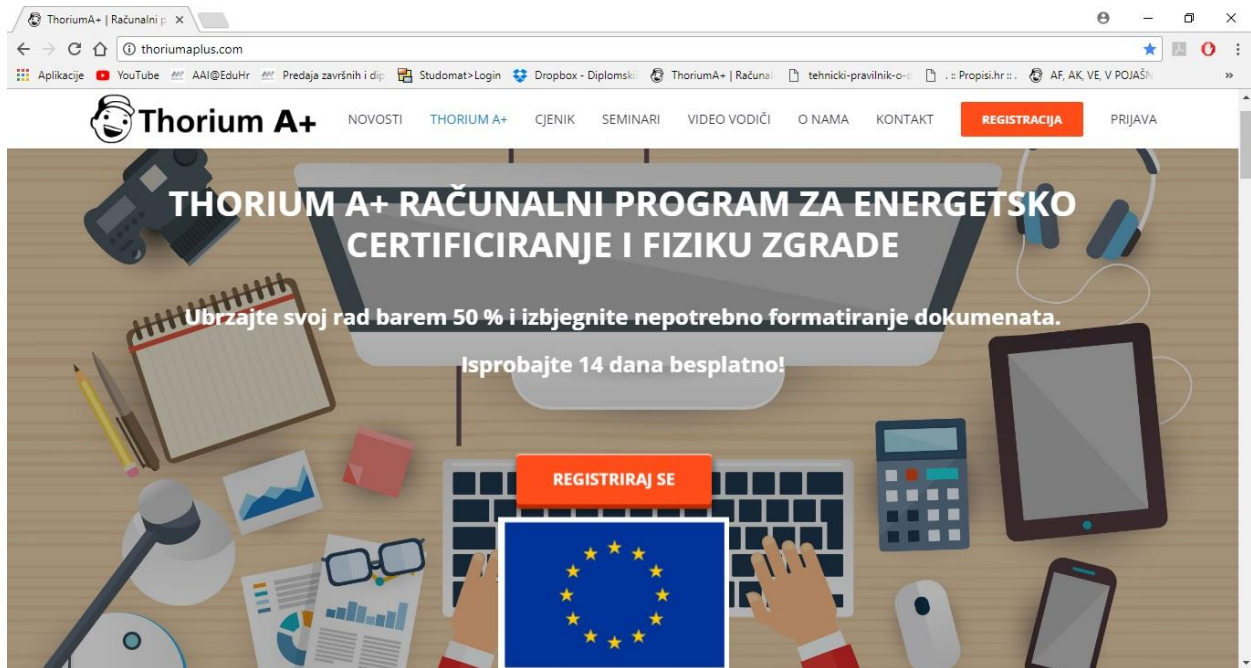 ThoriumA+ | Računalni p
thoriumaplus.com
Aplikacije YouTube AAI@EduHr Predaja završnih i dip Studomat>Login Dropbox - Diplomski ThoriumA+ | Računal tehnicki-pravilnik-o-o .:: Propisi.hr ::. AF, AK, VE, V POJAŠN »
Thorium A+ NOVOSTI THORIUM A+ CJENIK SEMINARI VIDEO VODIČI O NAMA KONTAKT REGISTRACIJA PRIJAVA
THORIUM A+ RAČUNALNI PROGRAM ZA ENERGETSKO
CERTIFICIRANJE I FIZIKU ZGRADE
Ubrzajte svoj rad barem 50 % i izbjegnite nepotrebno formatiranje dokumenata.
Isprobajte 14 dana besplatno!
REGISTRIRAJ SE